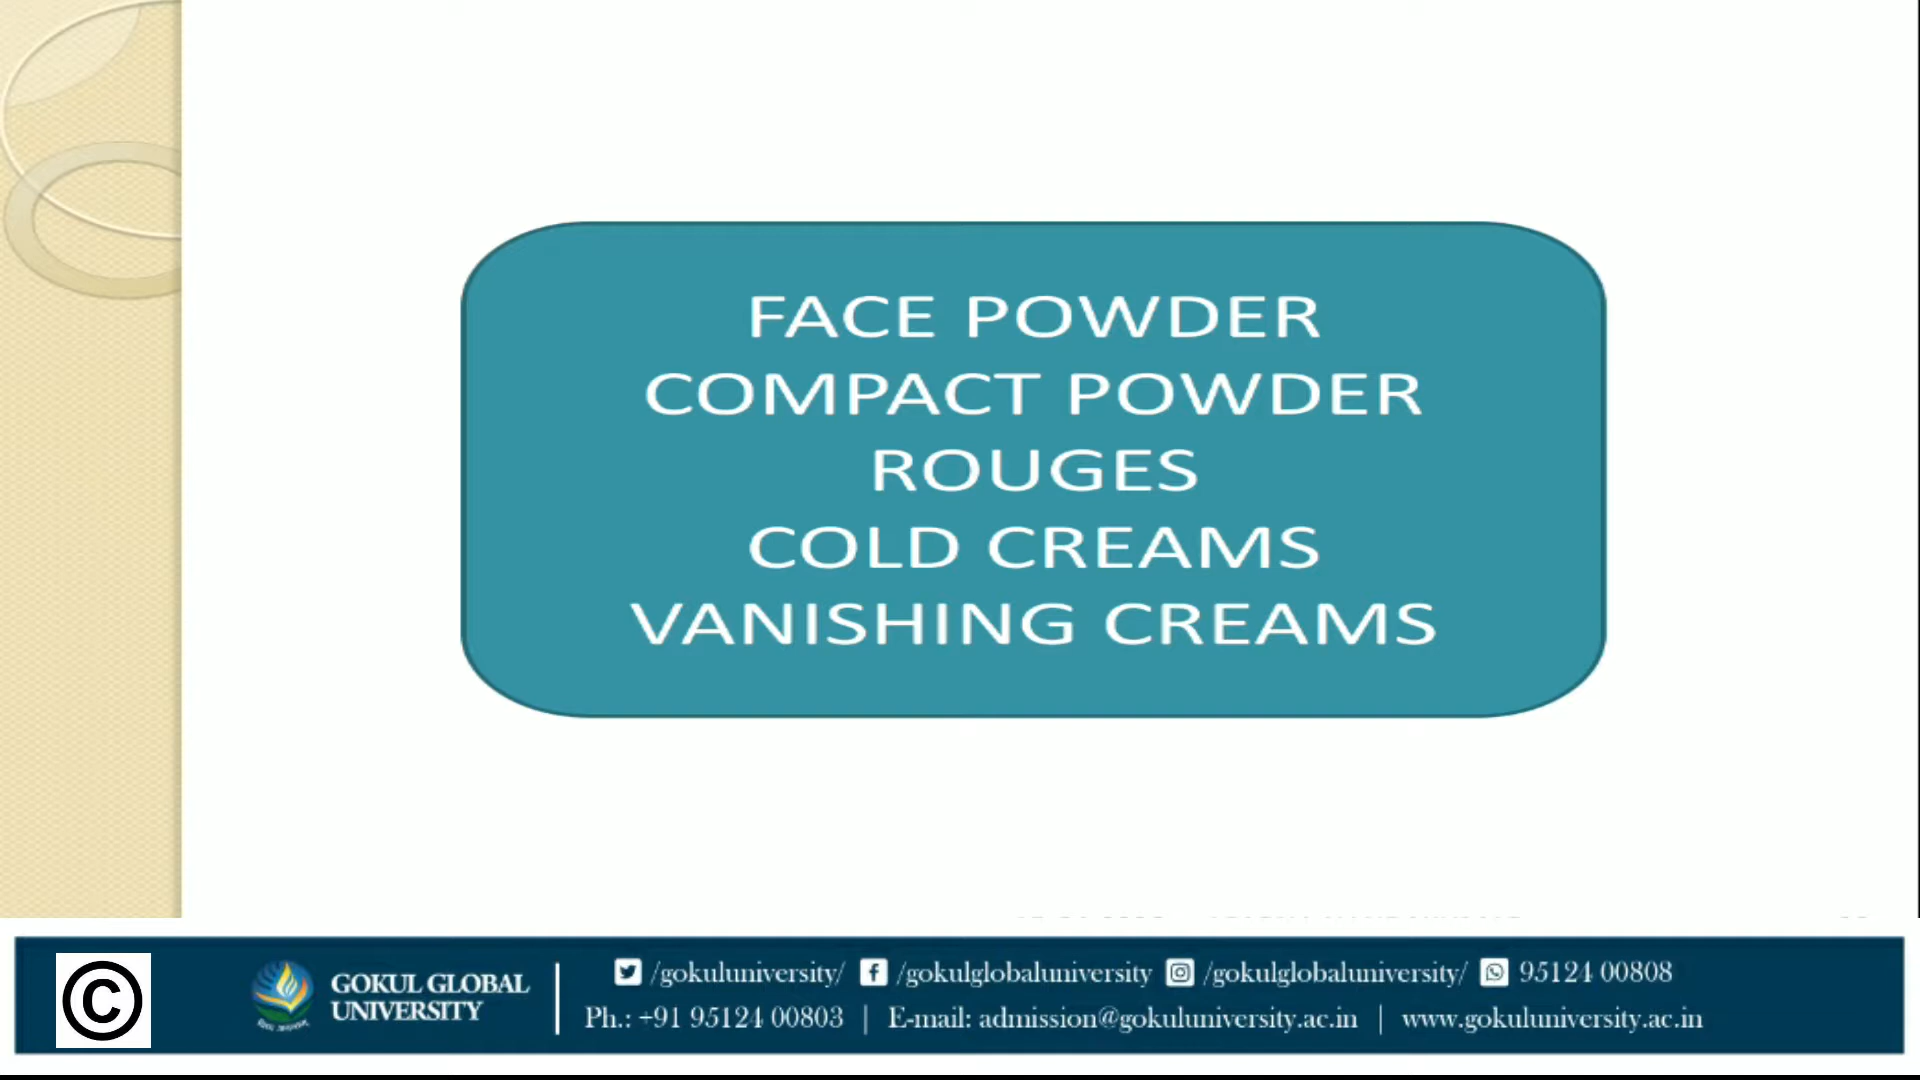 FACE POWDER
COMPACT POWDER
ROUGES
COLD CREAMS
VANISHING CREAMS
©
GOKUL GLOBAL
UNIVERSITY
/gokuluniversity/ /gokulglobaluniversity /gokulglobaluniversity/ 95124 00808
Ph.: +91 95124 00803 | E-mail: admission@gokuluniversity.ac.in | www.gokuluniversity.ac.in